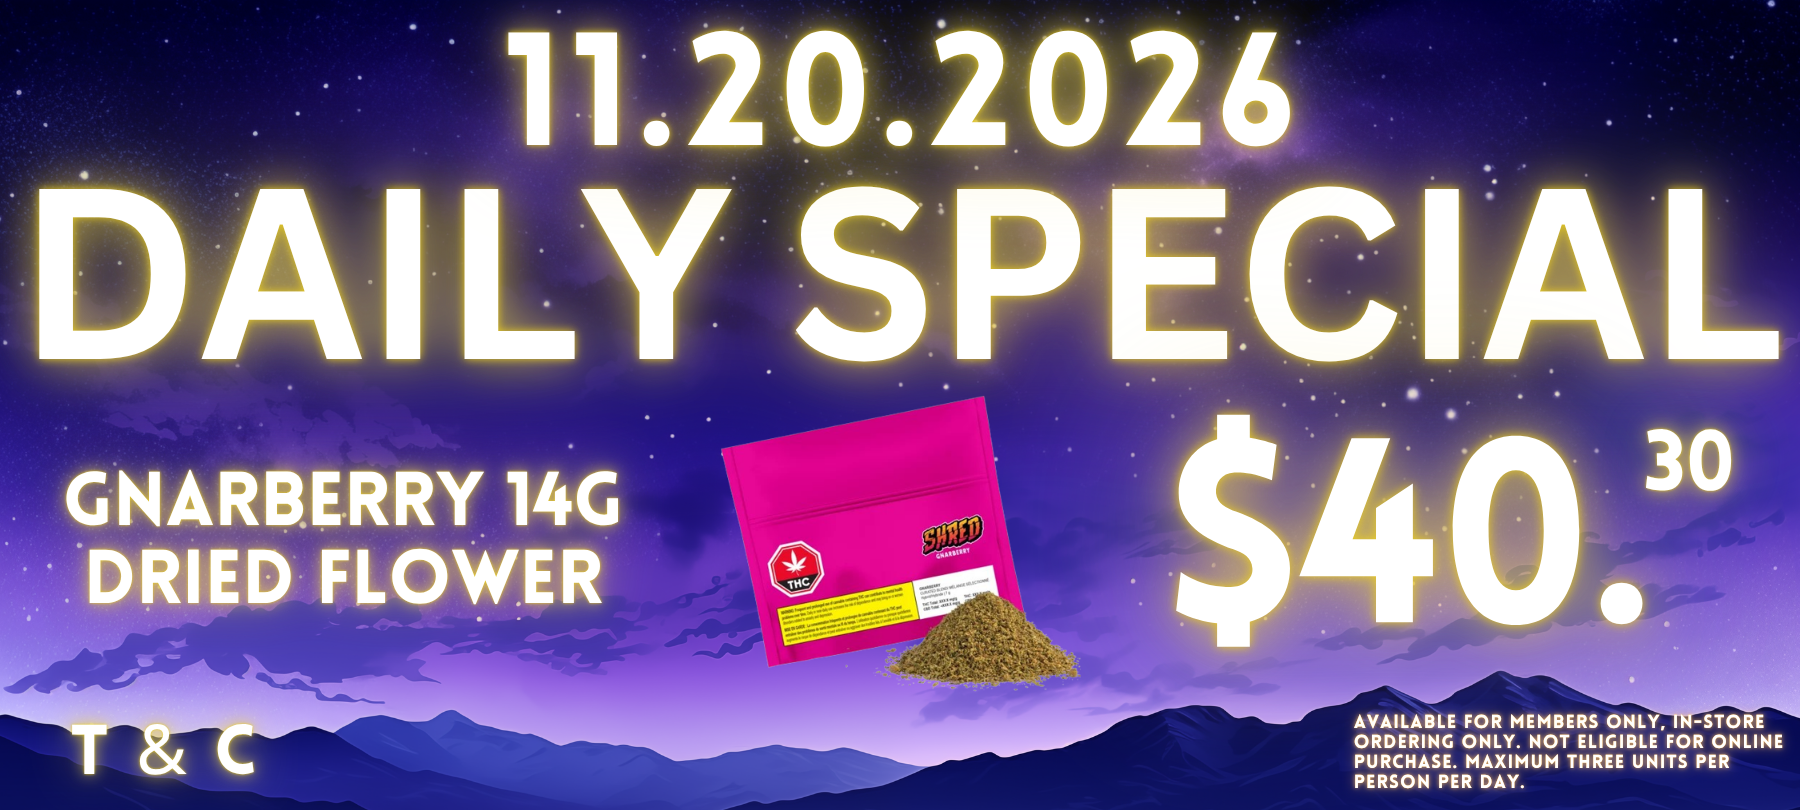 11.20.2026
DAILY SPECIAL
GNARBERRY 14G
DRIED FLOWER
SHRED
GNARBERRY
THC
$40.30
T & C
AVAILABLE FOR MEMBERS ONLY, IN-STORE
ORDERING ONLY. NOT ELIGIBLE FOR ONLINE
PURCHASE. MAXIMUM THREE UNITS PER
PERSON PER DAY.